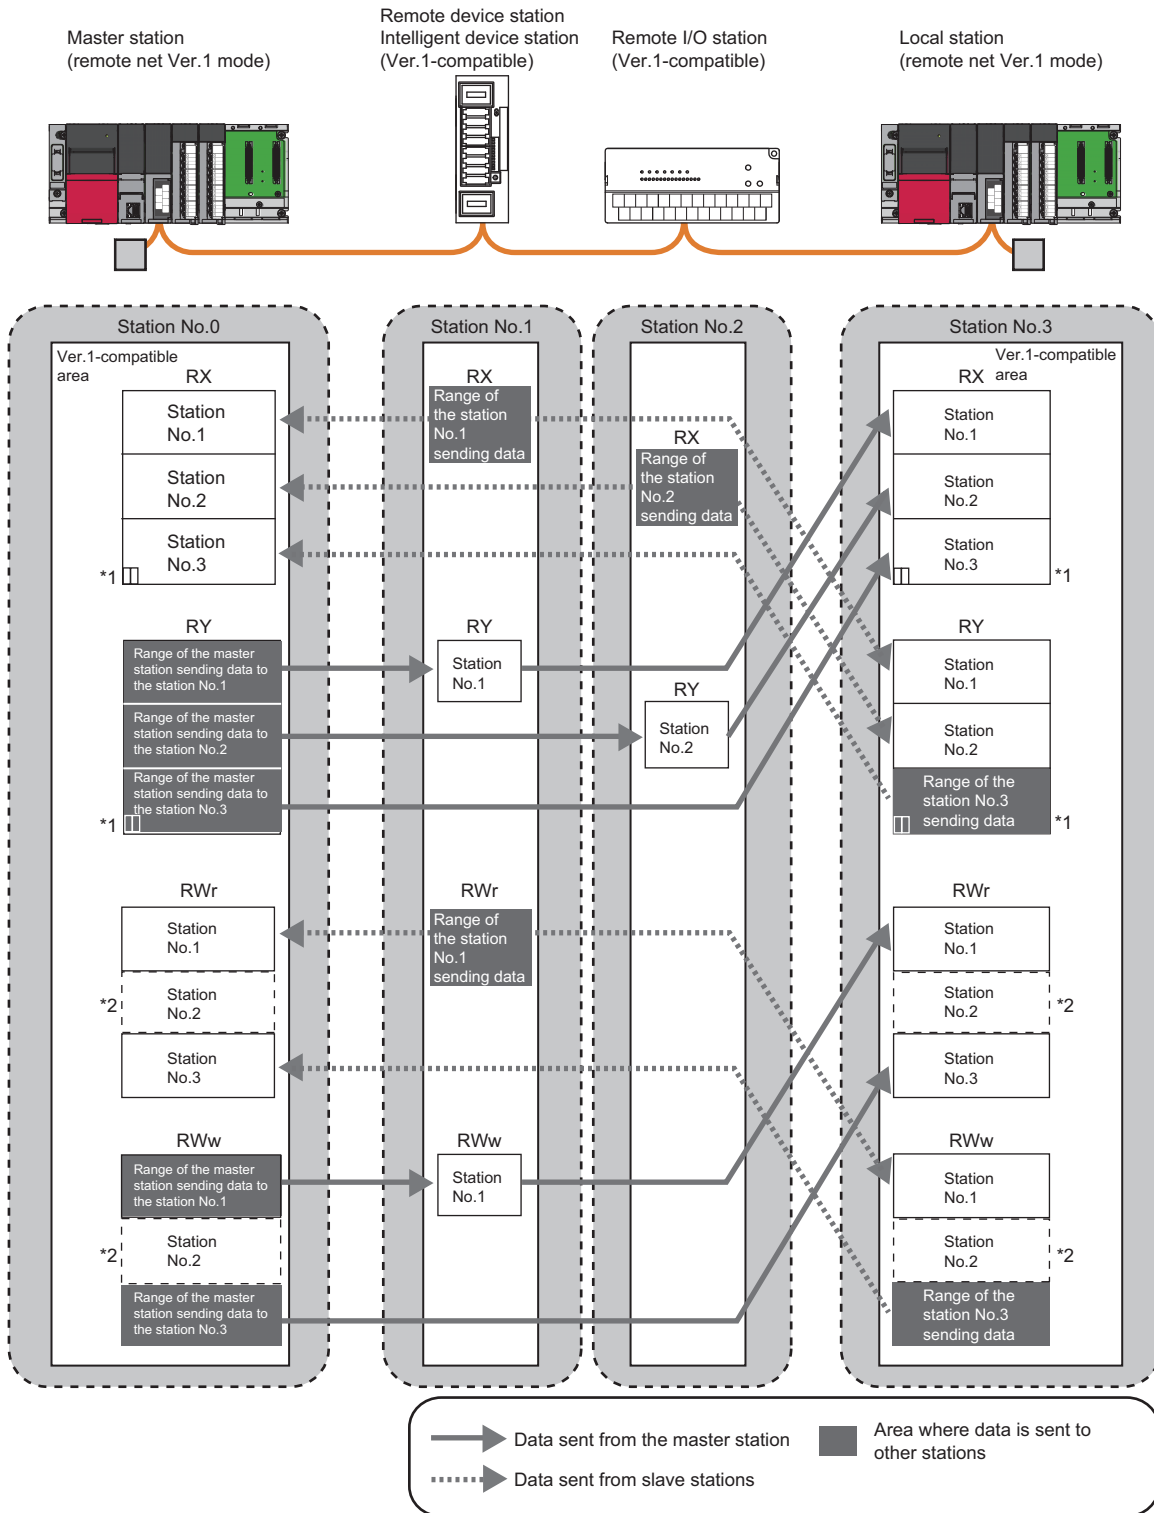 Master station
(remote net Ver.1 mode)
Remote device station
Intelligent device station
(Ver.1-compatible)
Remote I/O station
(Ver.1-compatible)
Local station
(remote net Ver.1 mode)
Station No.0
Ver.1-compatible
area
RX
Station
No.1
Station
No.2
Station
No.3
*1
RY
Range of the master
station sending data to
the station No.1
Range of the master
station sending data to
the station No.2
Range of the master
station sending data to
the station No.3
*1
RWr
Station
No.1
*2
Station
No.2
Station
No.3
RWw
Range of the master
station sending data to
the station No.1
*2
Station
No.2
Range of the master
station sending data to
the station No.3
Station No.1
RX
Range of
the station
No.1
sending data
RY
Station
No.1
RWr
Range of
the station
No.1
sending data
RWw
Station
No.1
Station No.2
RX
Range of
the station
No.2
sending data
RY
Station
No.2
Station No.3
Ver.1-compatible
area
RX
Station
No.1
Station
No.2
Station
No.3
*1
RY
Station
No.1
Station
No.2
Range of the
station No.3
sending data
*1
RWr
Station
No.1
Station
No.2
*2
Station
No.3
RWw
Station
No.1
Station
No.2
*2
Range of the
station No.3
sending data
Data sent from the master station
Data sent from slave stations
Area where data is sent to
other stations